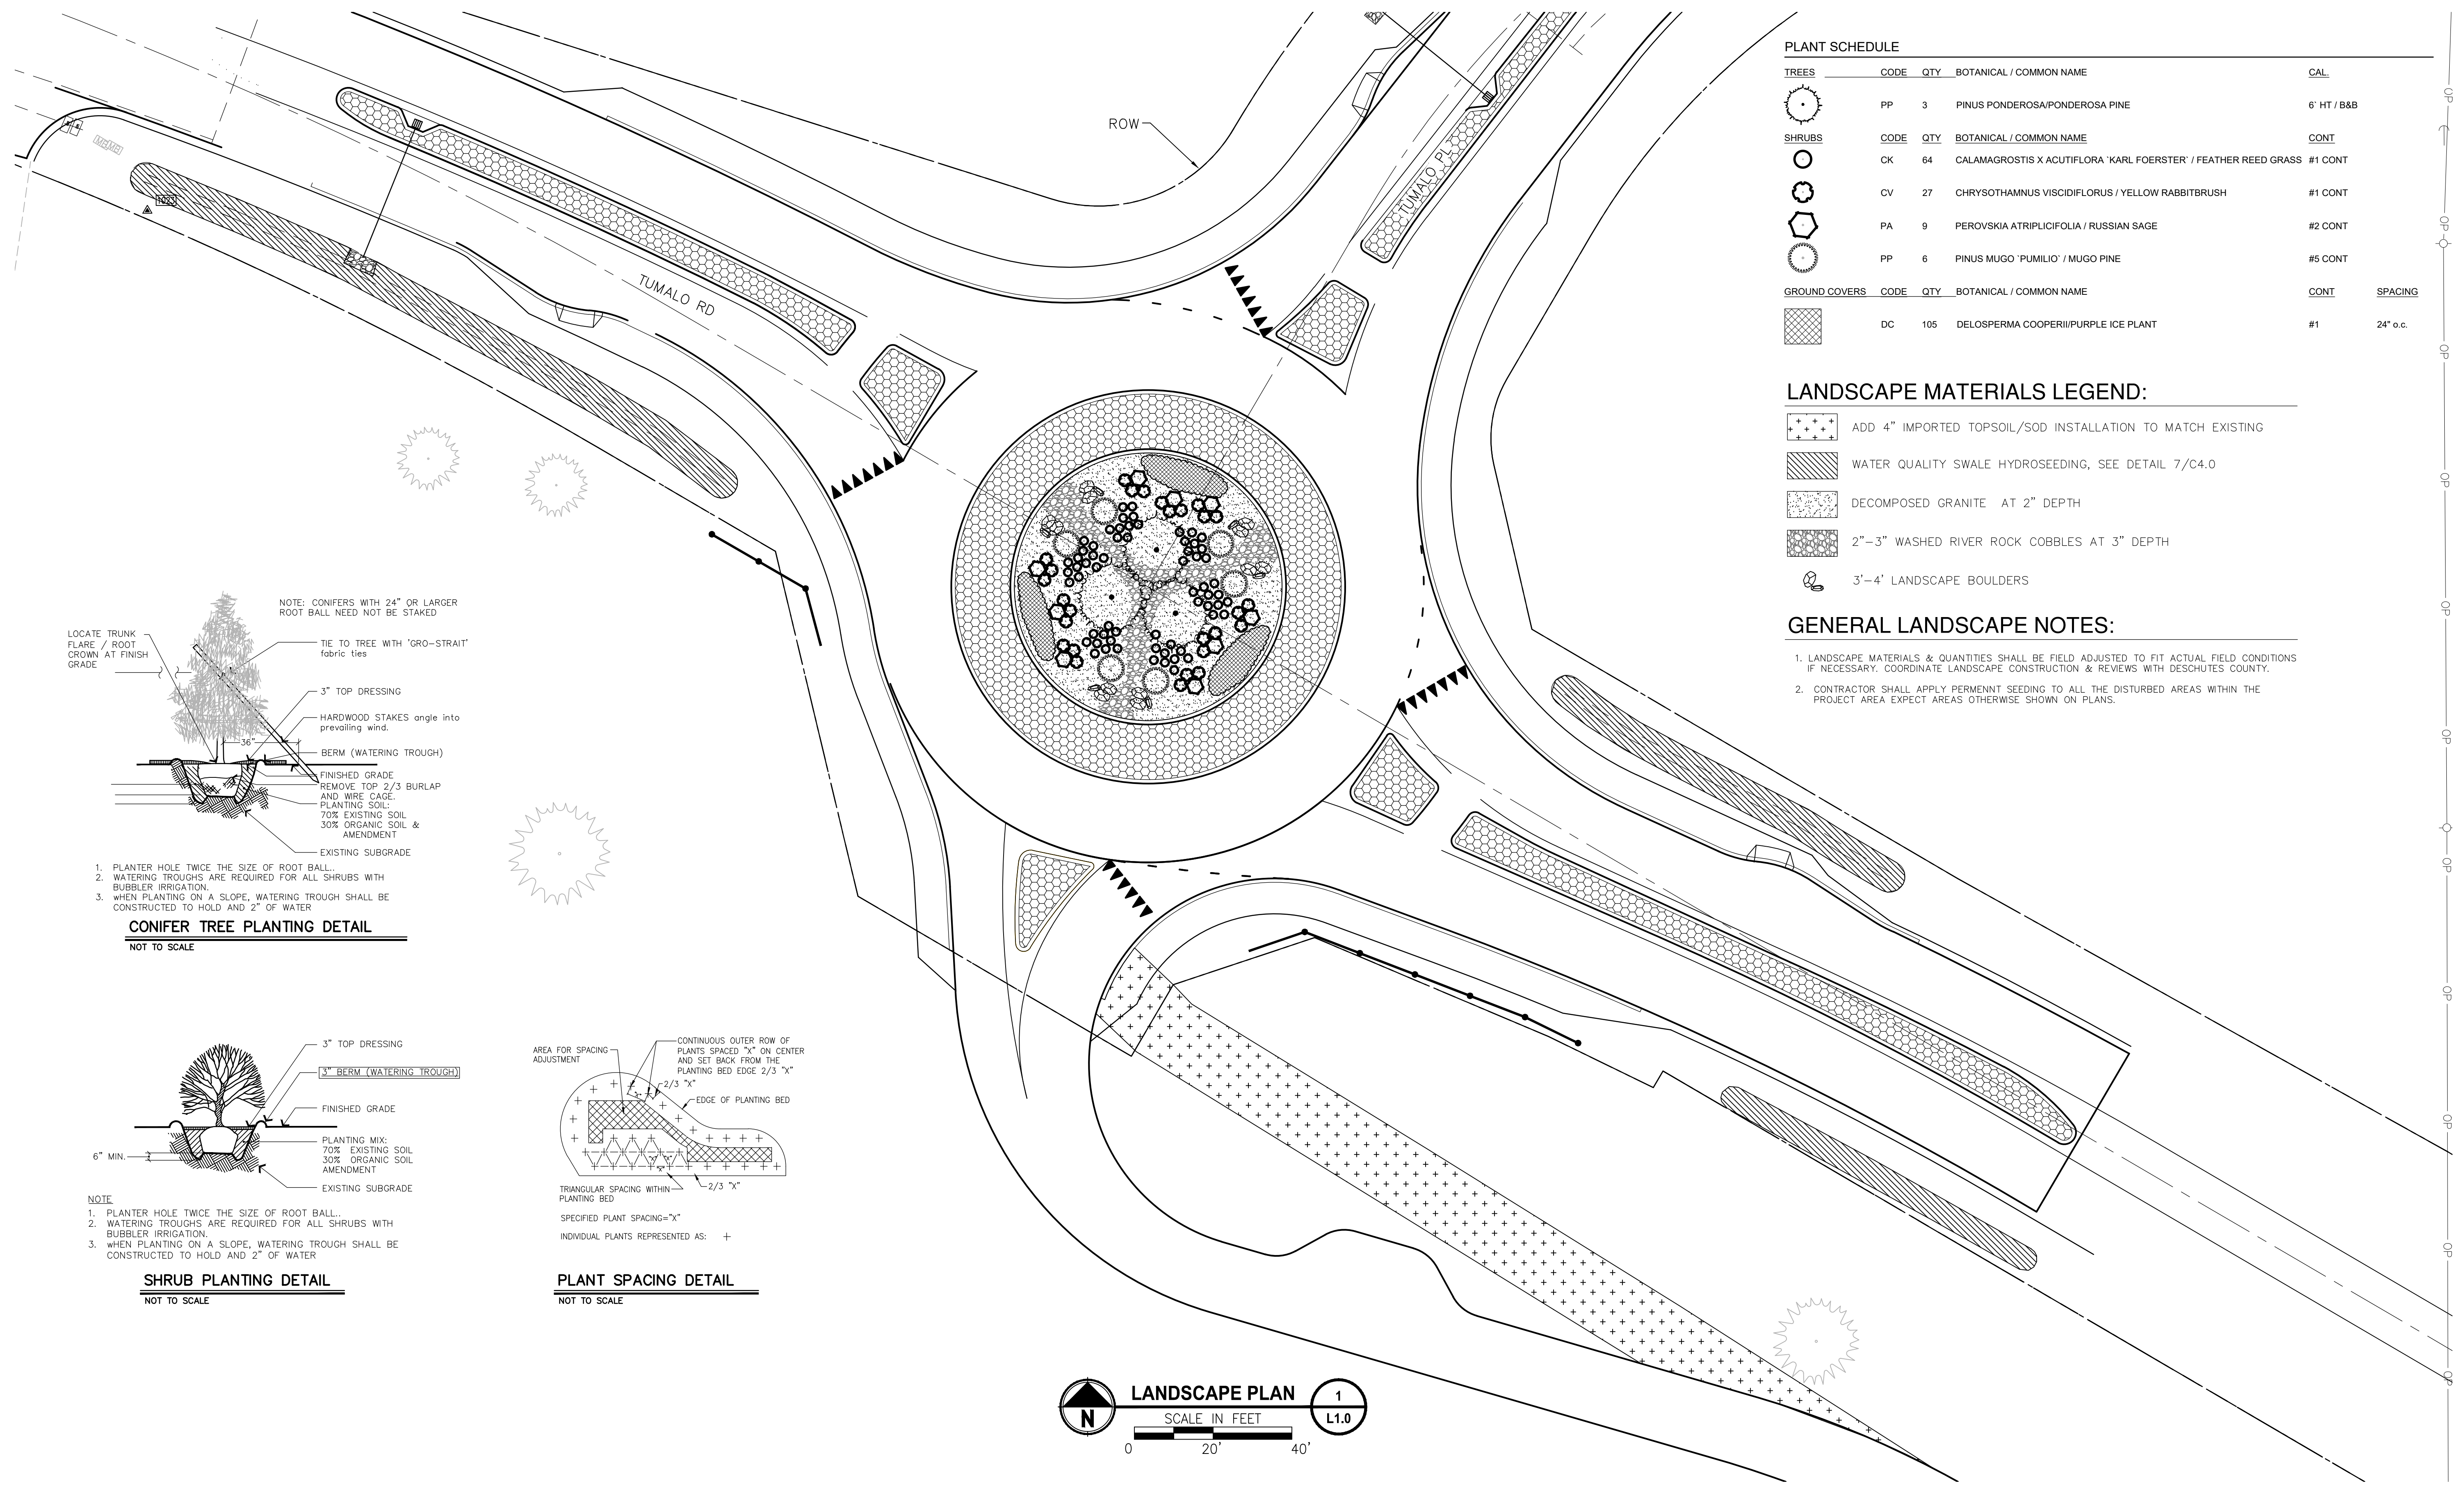 PLANT SCHEDULE
TREES CODE QTY BOTANICAL / COMMON NAME CAL.
PP 3 PINUS PONDEROSA/PONDEROSA PINE 6` HT / B&B
SHRUBS CODE QTY BOTANICAL / COMMON NAME CONT
CK 64 CALAMAGROSTIS X ACUTIFLORA `KARL FOERSTER` / FEATHER REED GRASS #1 CONT
CV 27 CHRYSOTHAMNUS VISCIDIFLORUS / YELLOW RABBITBRUSH #1 CONT
PA 9 PEROVSKIA ATRIPLICIFOLIA / RUSSIAN SAGE #2 CONT
PP 6 PINUS MUGO `PUMILIO` / MUGO PINE #5 CONT
GROUND COVERS CODE QTY BOTANICAL / COMMON NAME CONT SPACING
DC 105 DELOSPERMA COOPERII/PURPLE ICE PLANT #1 24" o.c.
LANDSCAPE MATERIALS LEGEND:
ADD 4" IMPORTED TOPSOIL/SOD INSTALLATION TO MATCH EXISTING
WATER QUALITY SWALE HYDROSEEDING, SEE DETAIL 7/C4.0
DECOMPOSED GRANITE AT 2" DEPTH
2"-3" WASHED RIVER ROCK COBBLES AT 3" DEPTH
3'-4' LANDSCAPE BOULDERS
GENERAL LANDSCAPE NOTES:
1. LANDSCAPE MATERIALS & QUANTITIES SHALL BE FIELD ADJUSTED TO FIT ACTUAL FIELD CONDITIONS
IF NECESSARY. COORDINATE LANDSCAPE CONSTRUCTION & REVIEWS WITH DESCHUTES COUNTY.
2. CONTRACTOR SHALL APPLY PERMENNT SEEDING TO ALL THE DISTURBED AREAS WITHIN THE
PROJECT AREA EXPECT AREAS OTHERWISE SHOWN ON PLANS.
ROW
TUMALO PL
TUMALO RD
1023
OP
OP
OP
OP
OP
OP
OP
OP
OP
OP
OP
NOTE: CONIFERS WITH 24" OR LARGER
ROOT BALL NEED NOT BE STAKED
LOCATE TRUNK
FLARE / ROOT
CROWN AT FINISH
GRADE
TIE TO TREE WITH 'GRO-STRAIT'
fabric ties
3" TOP DRESSING
HARDWOOD STAKES angle into
prevailing wind.
36"
BERM (WATERING TROUGH)
FINISHED GRADE
REMOVE TOP 2/3 BURLAP
AND WIRE CAGE.
PLANTING SOIL:
70% EXISTING SOIL
30% ORGANIC SOIL &
AMENDMENT
EXISTING SUBGRADE
1. PLANTER HOLE TWICE THE SIZE OF ROOT BALL..
2. WATERING TROUGHS ARE REQUIRED FOR ALL SHRUBS WITH
BUBBLER IRRIGATION.
3. wHEN PLANTING ON A SLOPE, WATERING TROUGH SHALL BE
CONSTRUCTED TO HOLD AND 2" OF WATER
CONIFER TREE PLANTING DETAIL
NOT TO SCALE
3" TOP DRESSING
3" BERM (WATERING TROUGH)
FINISHED GRADE
PLANTING MIX:
70% EXISTING SOIL
30% ORGANIC SOIL
AMENDMENT
6" MIN.
EXISTING SUBGRADE
NOTE
1. PLANTER HOLE TWICE THE SIZE OF ROOT BALL..
2. WATERING TROUGHS ARE REQUIRED FOR ALL SHRUBS WITH
BUBBLER IRRIGATION.
3. wHEN PLANTING ON A SLOPE, WATERING TROUGH SHALL BE
CONSTRUCTED TO HOLD AND 2" OF WATER
SHRUB PLANTING DETAIL
NOT TO SCALE
AREA FOR SPACING
ADJUSTMENT
CONTINUOUS OUTER ROW OF
PLANTS SPACED "X" ON CENTER
AND SET BACK FROM THE
PLANTING BED EDGE 2/3 "X"
2/3 "X"
EDGE OF PLANTING BED
TRIANGULAR SPACING WITHIN
PLANTING BED
2/3 "X"
SPECIFIED PLANT SPACING="X"
INDIVIDUAL PLANTS REPRESENTED AS: +
PLANT SPACING DETAIL
NOT TO SCALE
N
LANDSCAPE PLAN
1
L1.0
SCALE IN FEET
0 20' 40'